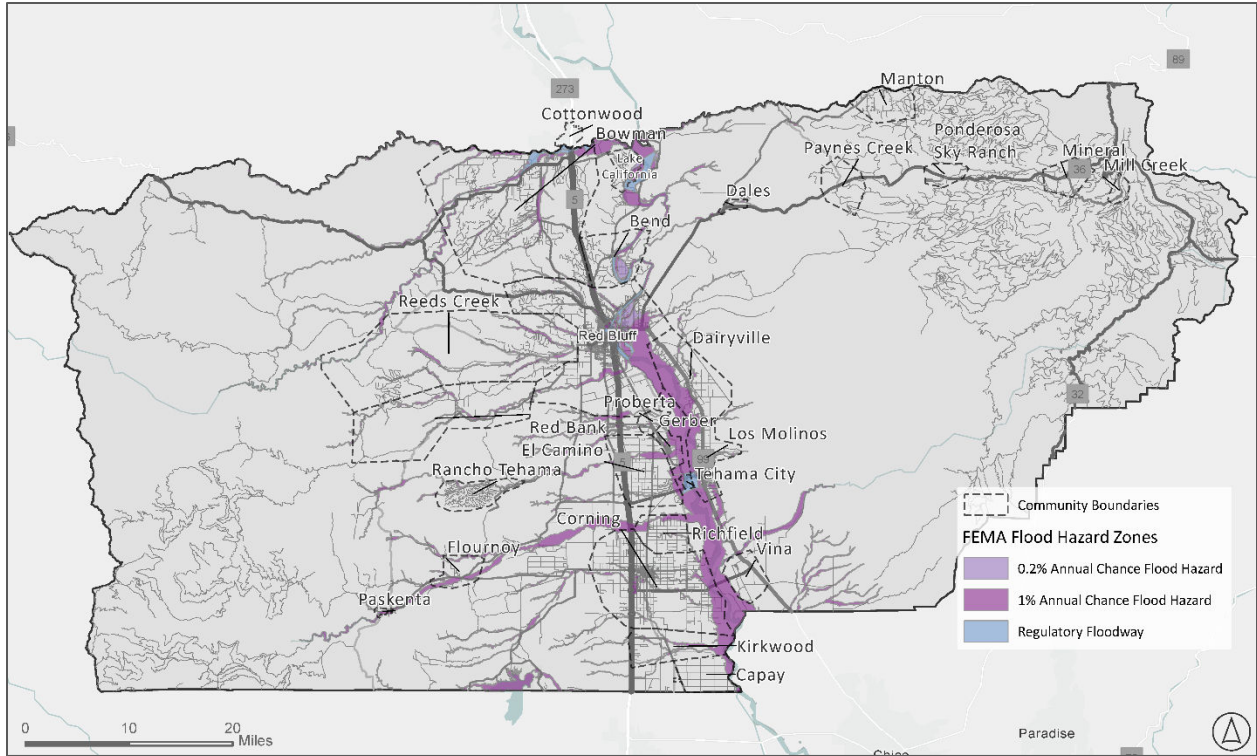 Manton
89
273
Cottonwood
Bowman
Ponderosa
Sky Ranch
Lake
California
Paynes Creek
Mineral
36
Mill Creek
Dales
5
Bend
Reeds Creek
Red Bluff
Dairyville
32
Proberta
Gerber
Red Bank
Los Molinos
El Camino
5
Tehama City
Rancho Tehama
Corning
Richfield
Vina
Flournoy
Paskenta
Kirkwood
Capay
Community Boundaries
FEMA Flood Hazard Zones
0.2% Annual Chance Flood Hazard
1% Annual Chance Flood Hazard
Regulatory Floodway
0 10 20
Miles
Paradise
A